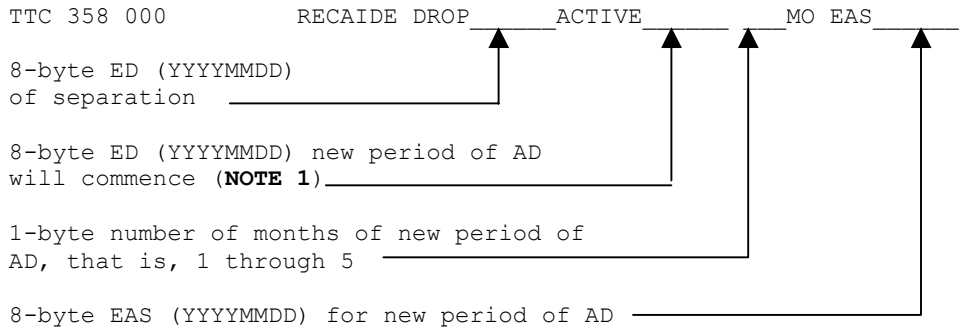 TTC 358 000 RECAIDE DROP______ACTIVE______ ___MO EAS______
8-byte ED (YYYYMMDD)
of separation
8-byte ED (YYYYMMDD) new period of AD
will commence (NOTE 1)
1-byte number of months of new period of
AD, that is, 1 through 5
8-byte EAS (YYYYMMDD) for new period of AD